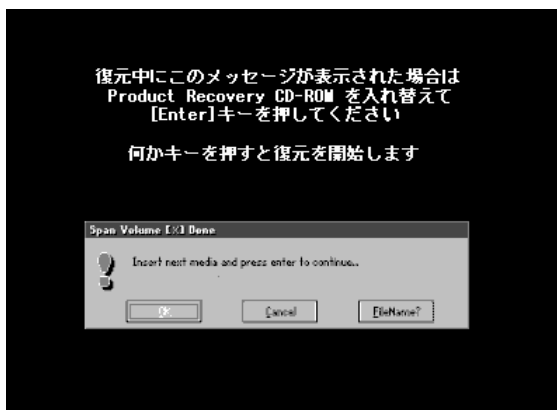 復元中にこのメッセージが表示された場合は
Product Recovery CD-ROM を入れ替えて
[Enter]キーを押してください
何かキーを押すと復元を開始します
Span Volume [X] Done
Insert next media and press enter to continue..
OK
Cancel
FileName?